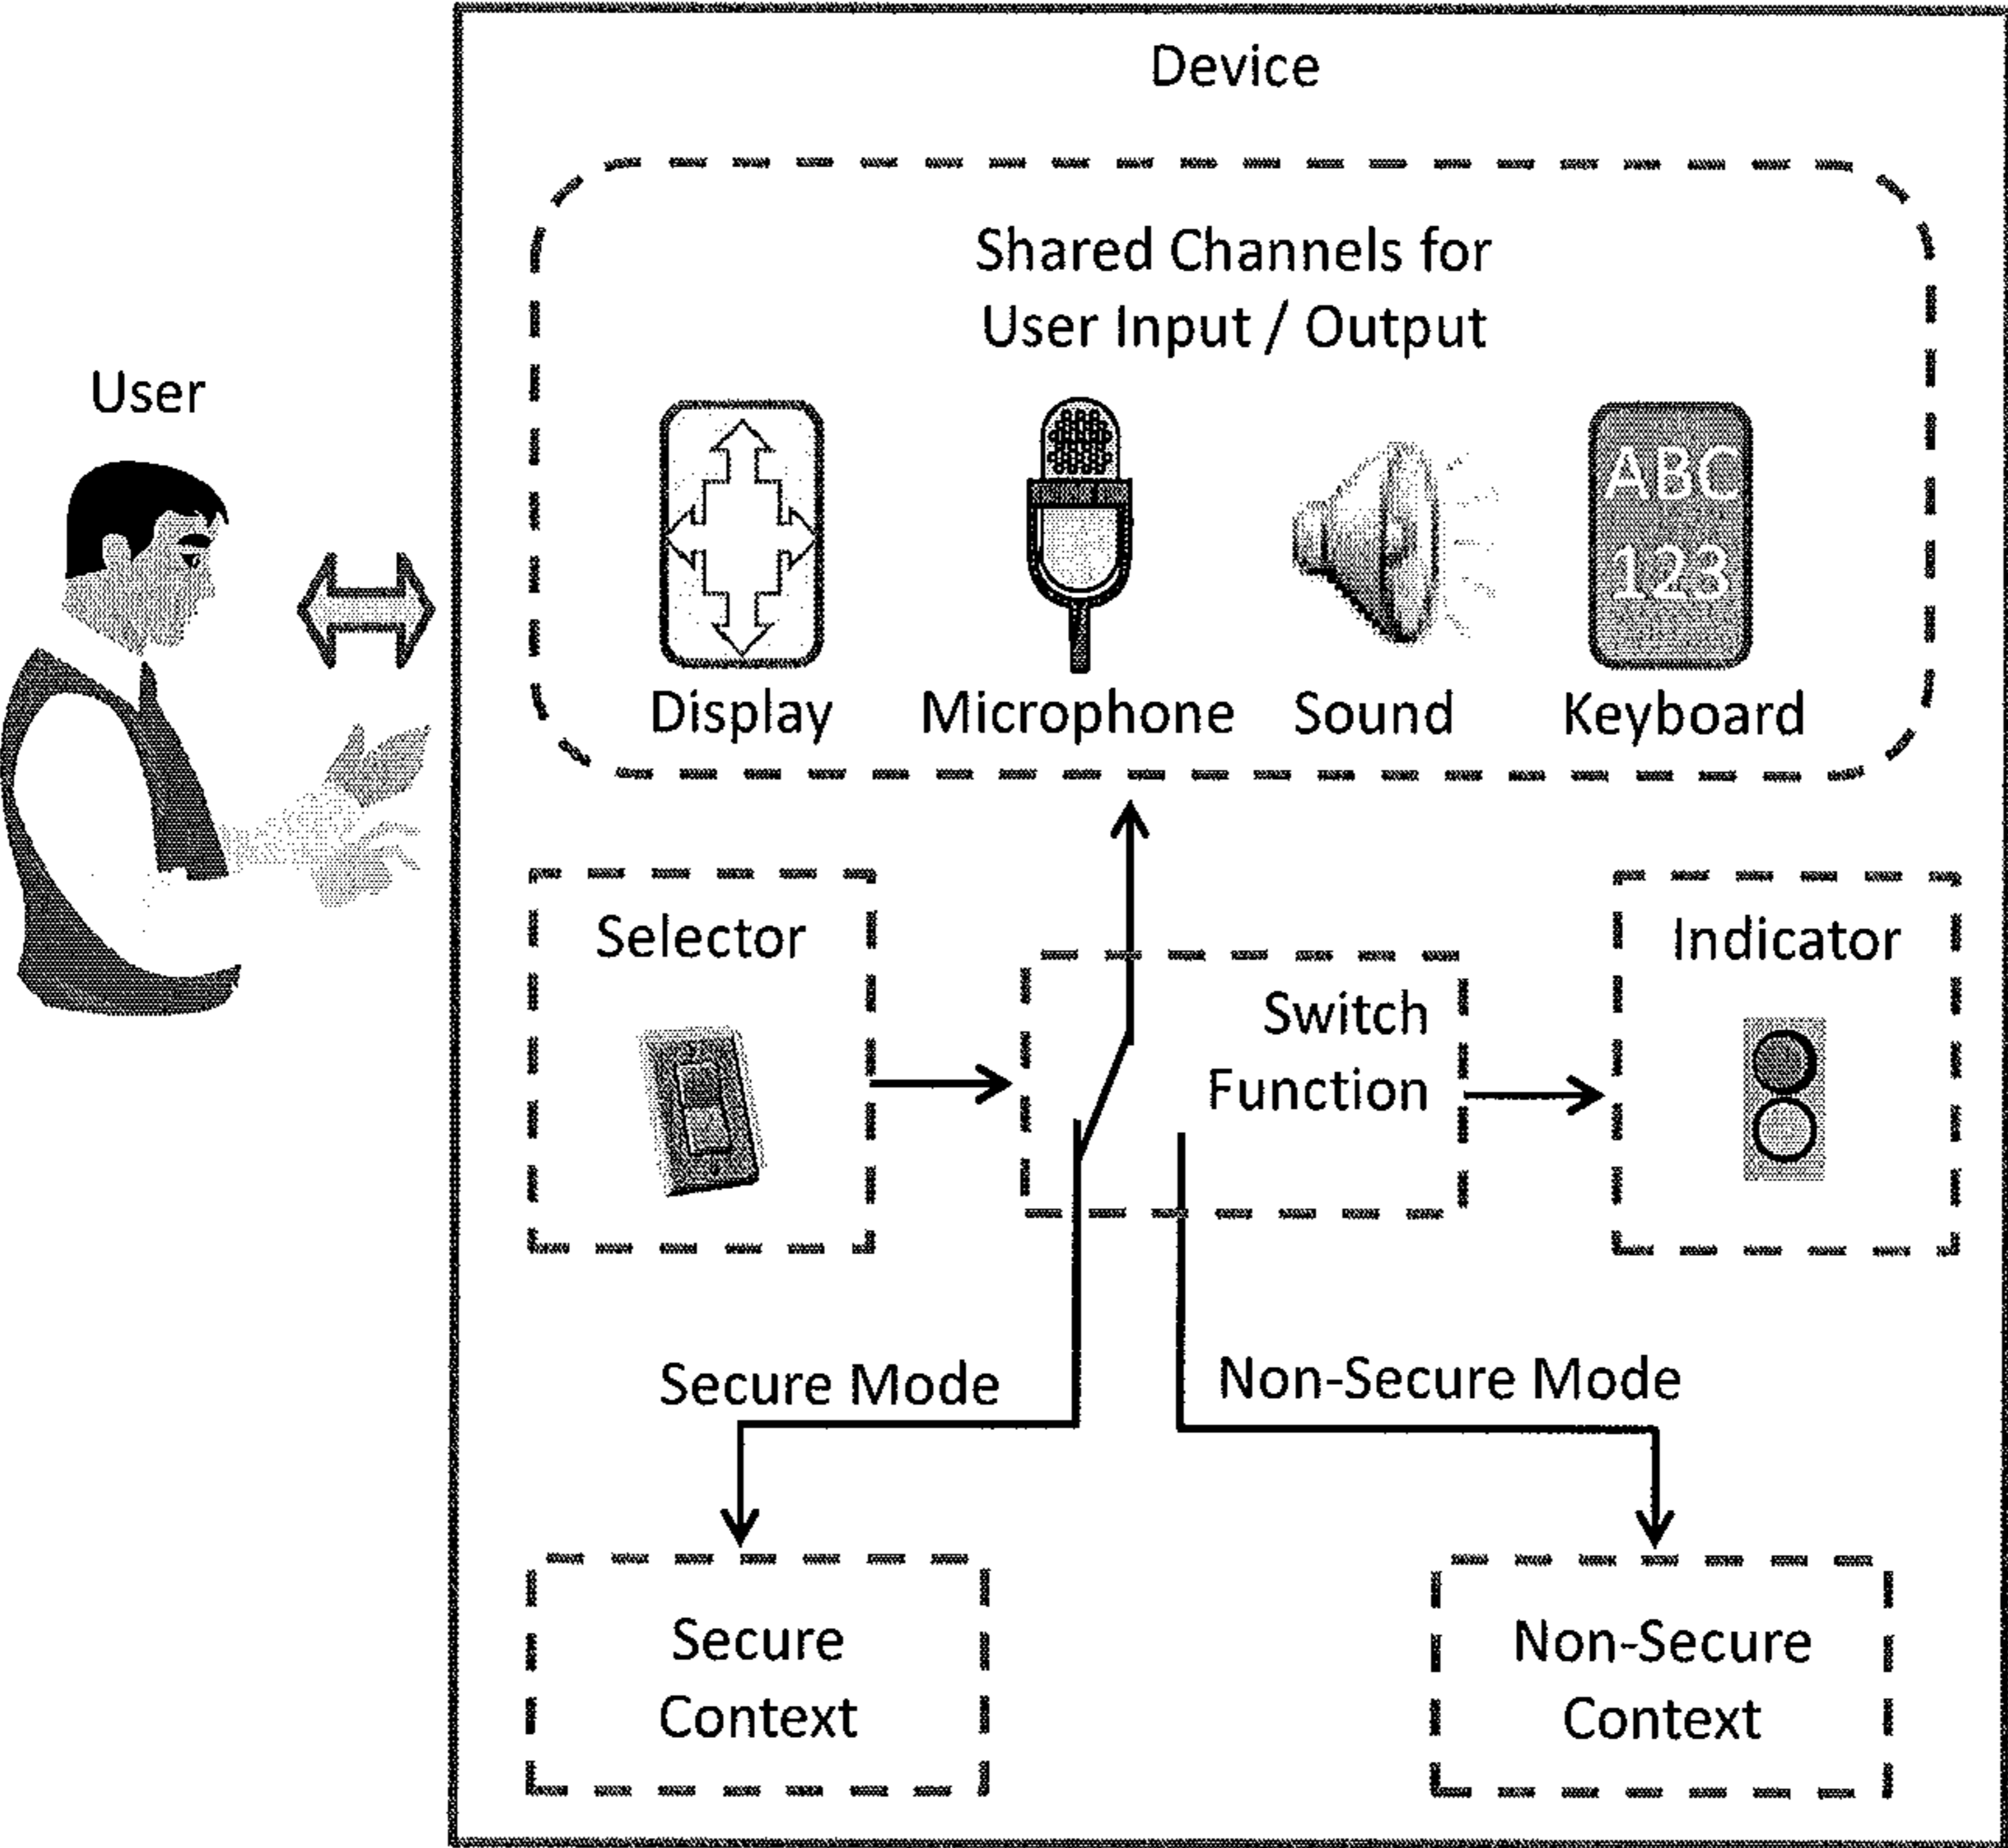 Device
Shared Channels for
User Input / Output
User
ABC
123
Display
Microphone
Sound
Keyboard
Selector
Switch
Function
Indicator
Secure Mode
Non-Secure Mode
Secure
Context
Non-Secure
Context